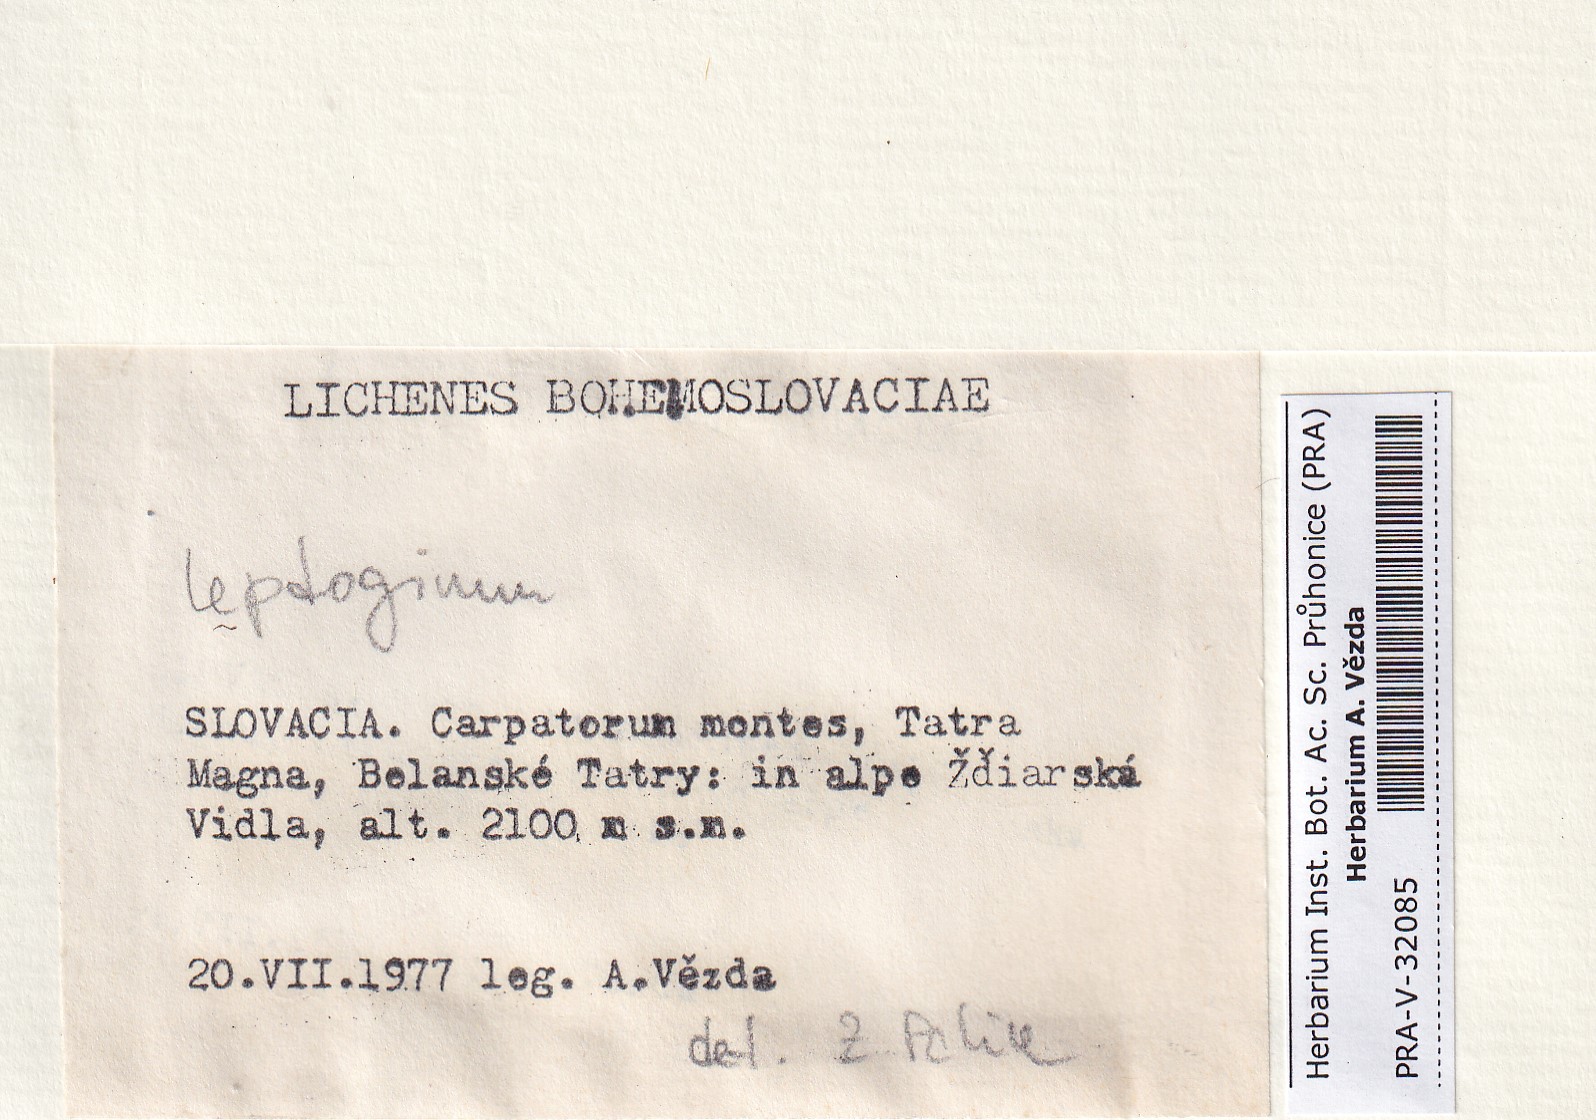 LICHENES BOHEMOSLOVACIAE
Leptogium
SLOVACIA. Carpatorum montes, Tatra
Magna, Belanské Tatry: in alpe Ždiarská
Vidla, alt. 2100 m s.m.
20.VII.1977 leg. A.Vězda
det. Z Palice
Herbarium Inst. Bot. Ac. Sc. Průhonice (PRA)
Herbarium A. Vězda
PRA-V-32085